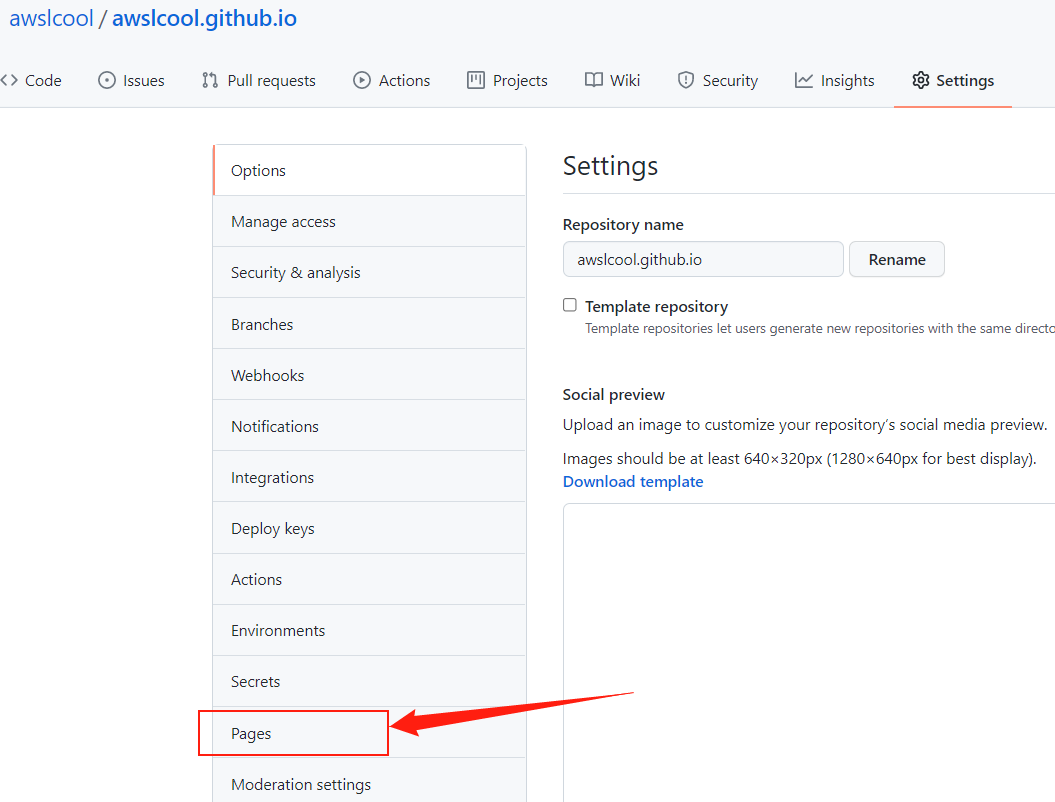 awslcool / awslcool.github.io
Code Issues Pull requests Actions Projects Wiki Security Insights Settings
Options
Manage access
Security & analysis
Branches
Webhooks
Notifications
Integrations
Deploy keys
Actions
Environments
Secrets
Pages
Moderation settings
Settings
Repository name
awslcool.github.io Rename
Template repository
Template repositories let users generate new repositories with the same directo
Social preview
Upload an image to customize your repository’s social media preview.
Images should be at least 640×320px (1280×640px for best display).
Download template